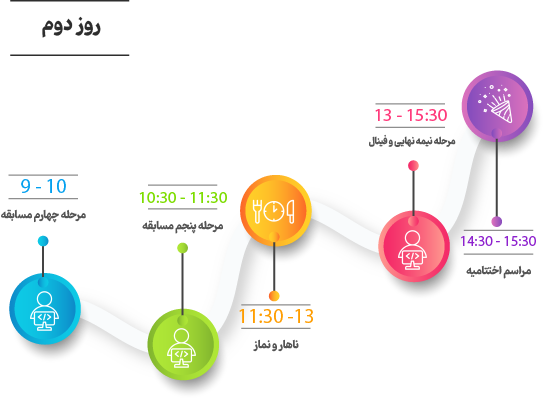 روز دوم
9 - 10
مرحله چهارم مسابقه
10:30 - 11:30
مرحله پنجم مسابقه
11:30 -13
ناهار و نماز
13 - 15:30
مرحله نیمه نهایی و فینال
14:30 - 15:30
مراسم اختتامیه